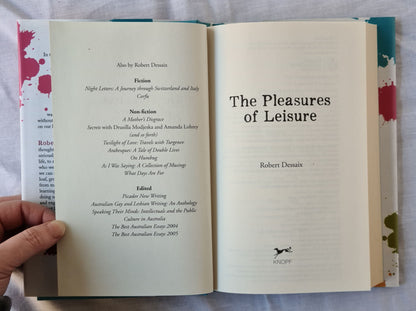 Also by Robert Dessaix
Fiction
Night Letters: A Journey through Switzerland and Italy
Corfu
Non-fiction
A Mother's Disgrace
Secrets with Drusilla Modjeska and Amanda Lohrey
(and so forth)
Twilight of Love: Travels with Turgenev
Arabesques: A Tale of Double Lives
On Humbug
As I Was Saying: A Collection of Musings
What Days Are For
Edited
Picador New Writing
Australian Gay and Lesbian Writing: An Anthology
Speaking Their Minds: Intellectuals and the Public
Culture in Australia
The Best Australian Essays 2004
The Best Australian Essays 2005
The Pleasures
of Leisure
Robert Dessaix
KNOPF